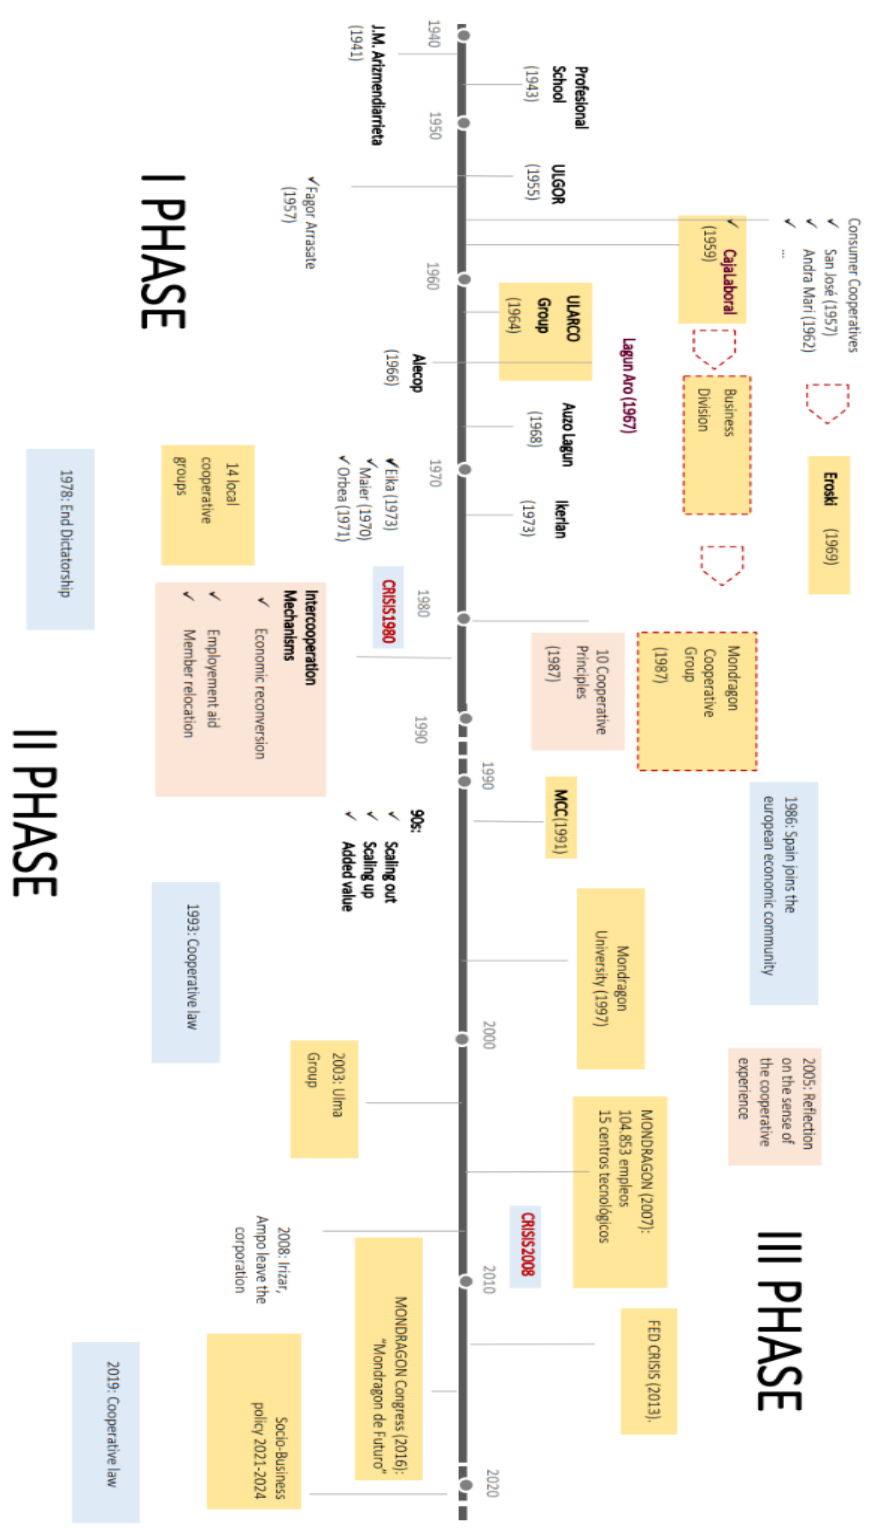 Consumer Cooperatives
✓ San José (1957)
✓ Andra Mari (1962)
✓ ...
Eroski (1969)
✓ CajaLaboral
(1959)
Business
Division
Mondragon
Cooperative
Group
(1987)
1986: Spain joins the
european economic community
2005: Reflection
on the sense of
the cooperative
experience
III PHASE
Lagun Aro (1967)
Profesional
School
(1943)
ULGOR
(1955)
ULARCO
Group
(1964)
Auzo Lagun
(1968)
Ikerlan
(1973)
10 Cooperative
Principles
(1987)
MCC(1991)
Mondragon
University (1997)
MONDRAGON (2007):
104.853 empleos
15 centros tecnológicos
CRISIS2008
FED CRISIS (2013).
1990
2000
2010
2020
1940
1950
1960
1970
1980
1990
J.M. Arizmendiarrieta
(1941)
✓Fagor Arrasate
(1957)
Alecop
(1966)
✓Eika (1973)
✓ Maier (1970)
✓Orbea (1971)
CRISIS1980
90s:
✓ Scaling out
✓ Scaling up
✓ Added value
I PHASE
14 local
cooperative
groups
Intercooperation
Mechanisms
✓ Economic reconversion
✓ Employement aid
✓ Member relocation
2003: Ulma
Group
2008: Irizar,
Ampo leave the
corporation
MONDRAGON Congress (2016):
"Mondragon de Futuro"
Socio-Business
policy 2021-2024
1978: End Dictatorship
II PHASE
1993: Cooperative law
2019: Cooperative law